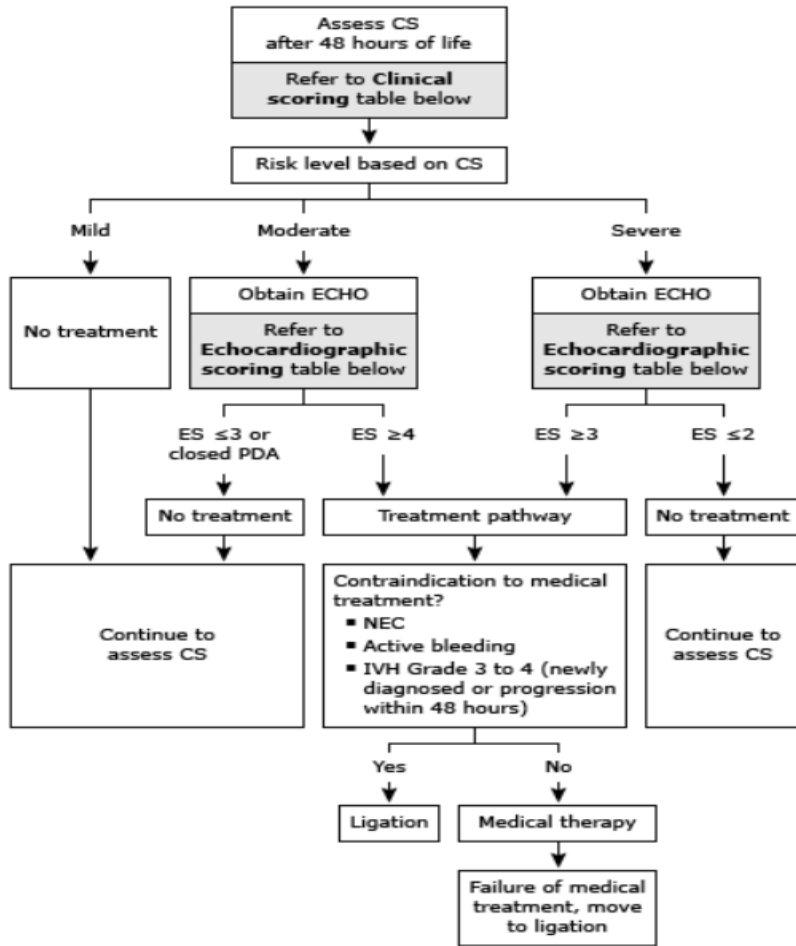 Assess CS
after 48 hours of life
Refer to Clinical
scoring table below
Risk level based on CS
Mild
Moderate
Severe
No treatment
Obtain ECHO
Refer to
Echocardiographic
scoring table below
Obtain ECHO
Refer to
Echocardiographic
scoring table below
ES ≤3 or
closed PDA
ES ≥4
ES ≥3
ES ≤2
No treatment
Treatment pathway
No treatment
Continue to
assess CS
Contraindication to medical
treatment?
▪ NEC
▪ Active bleeding
▪ IVH Grade 3 to 4 (newly
diagnosed or progression
within 48 hours)
Continue to
assess CS
Yes
No
Ligation
Medical therapy
Failure of medical
treatment, move
to ligation